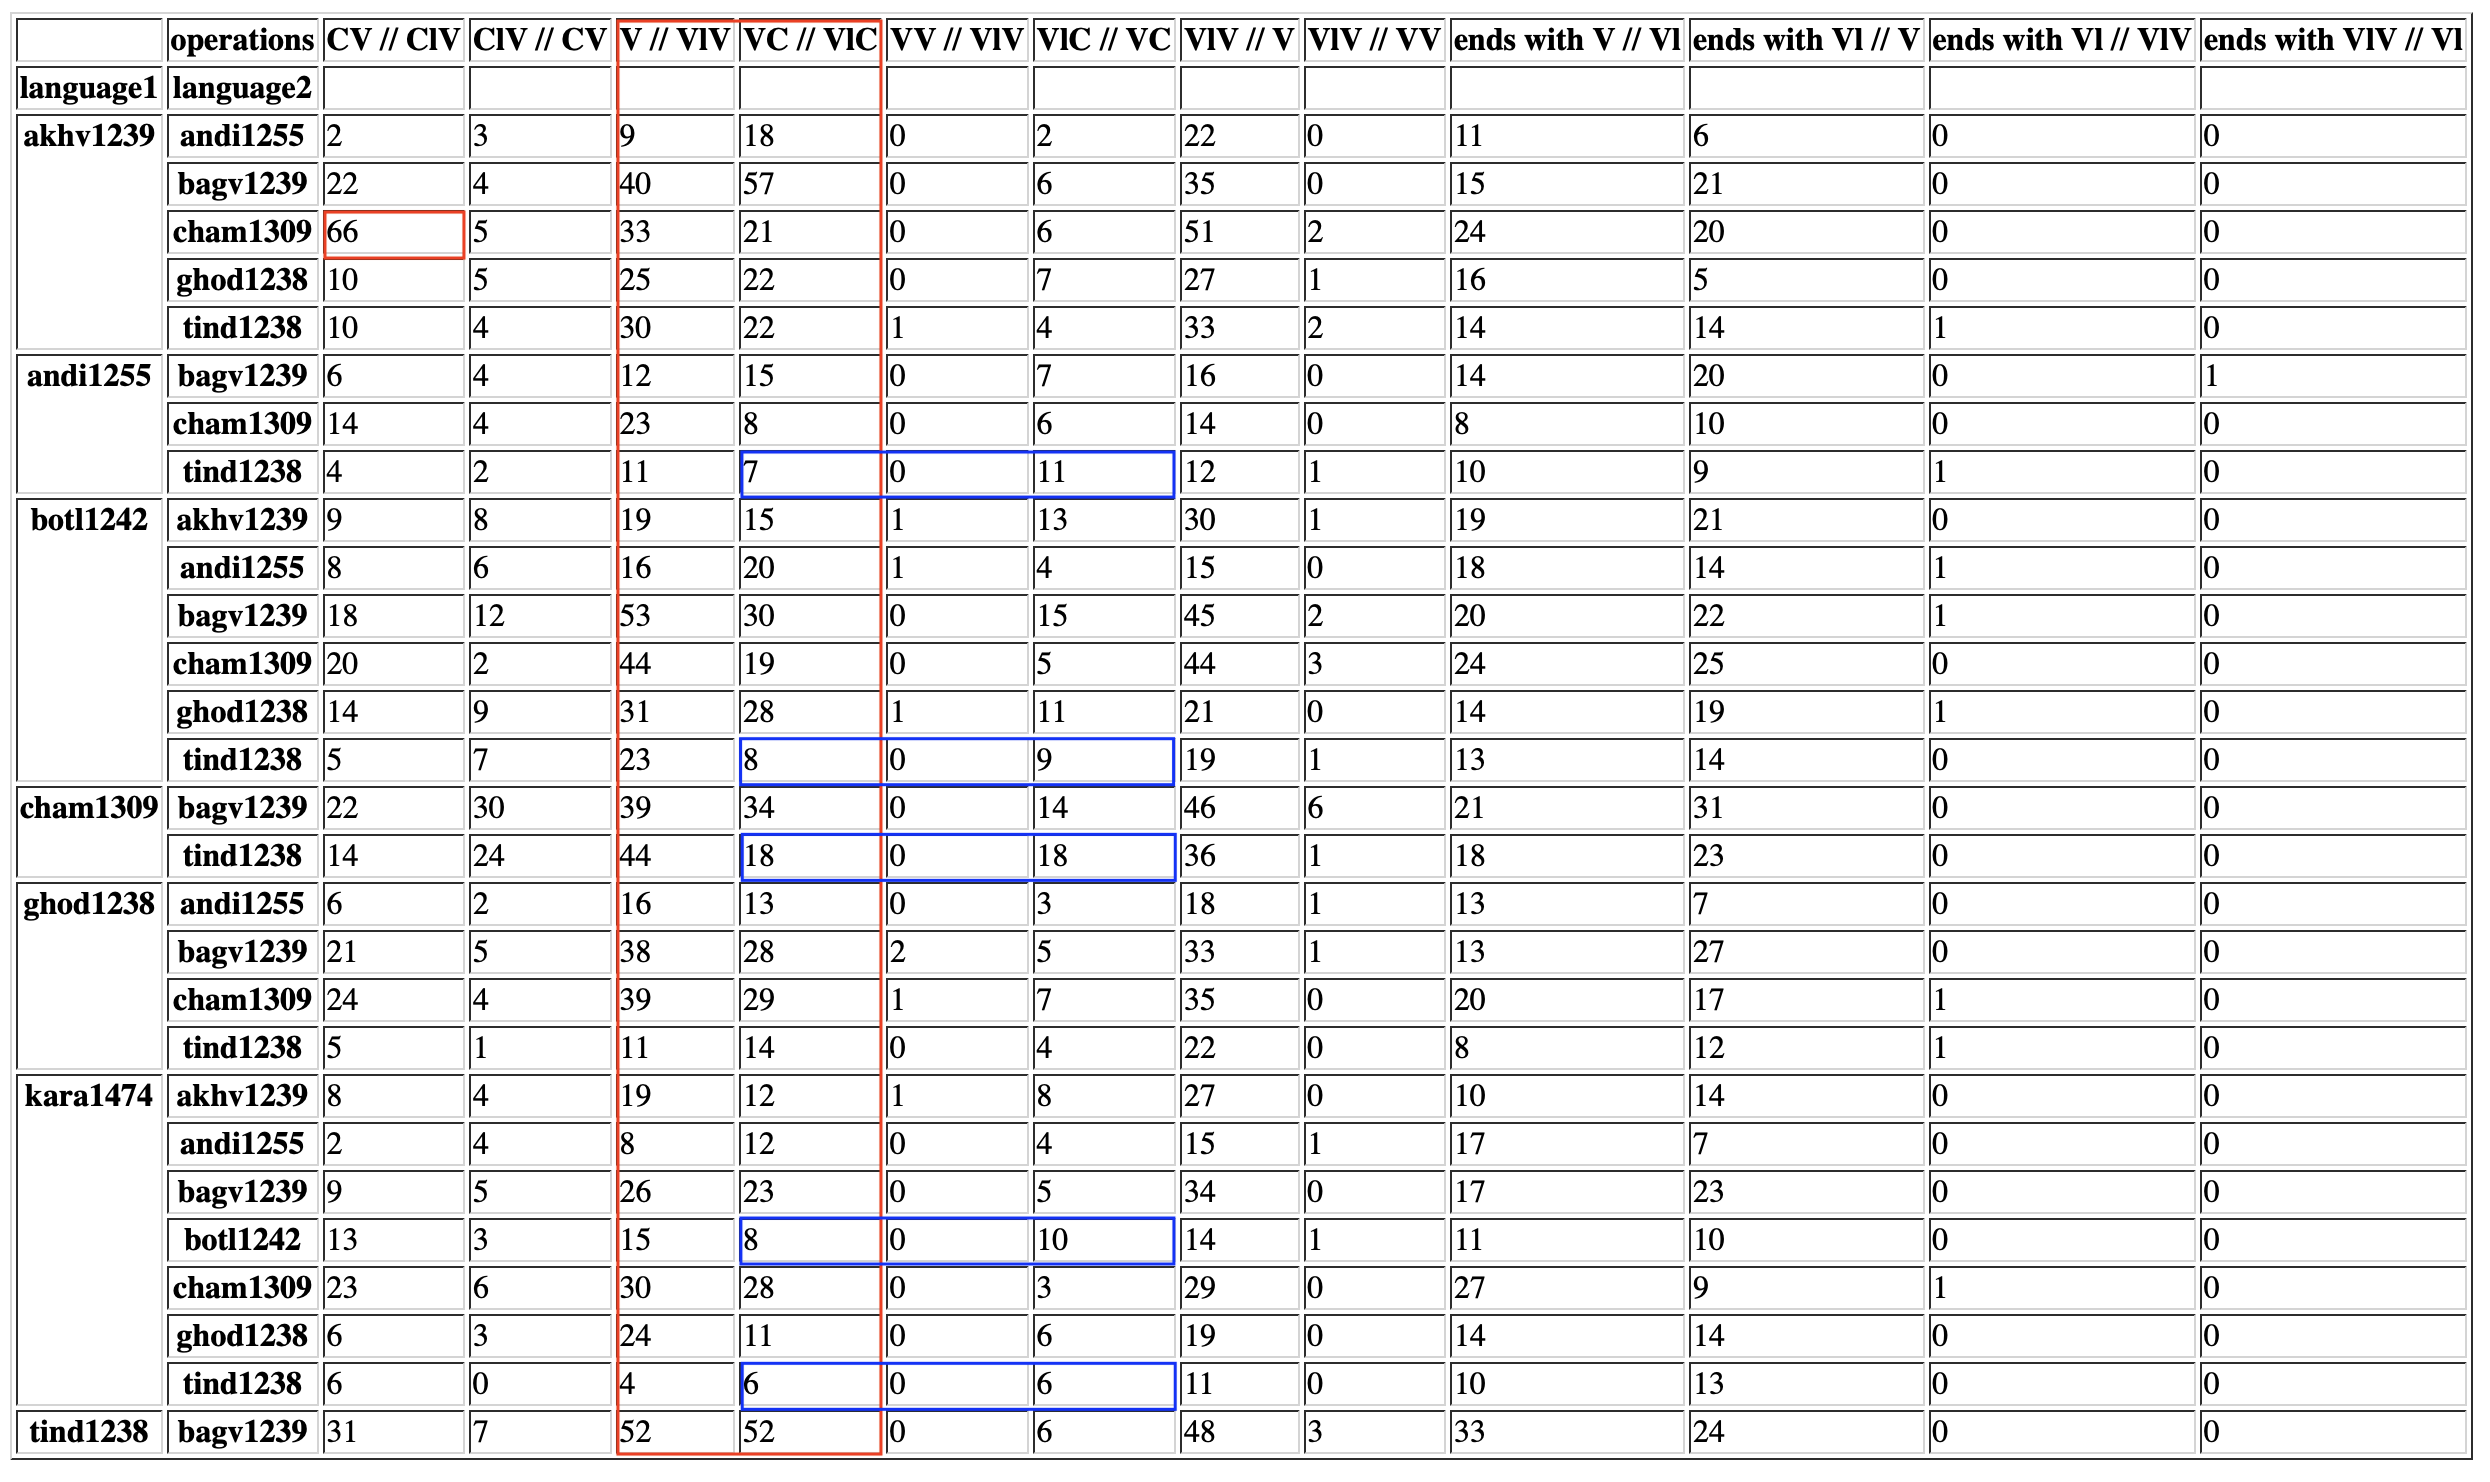 operations CV // ClV ClV // CV V // VlV VC // VlC VV // VlV VlC // VC VlV // V VlV // VV ends with V // Vl ends with Vl // V ends with Vl // VlV ends with VlV // Vl
language1 language2
akhv1239 andi1255 2 3 9 18 0 2 22 0 11 6 0 0
bagv1239 22 4 40 57 0 6 35 0 15 21 0 0
cham1309 66 5 33 21 0 6 51 2 24 20 0 0
ghod1238 10 5 25 22 0 7 27 1 16 5 0 0
tind1238 10 4 30 22 1 4 33 2 14 14 1 0
andi1255 bagv1239 6 4 12 15 0 7 16 0 14 20 0 1
cham1309 14 4 23 8 0 6 14 0 8 10 0 0
tind1238 4 2 11 7 0 11 12 1 10 9 1 0
botl1242 akhv1239 9 8 19 15 1 13 30 1 19 21 0 0
andi1255 8 6 16 20 1 4 15 0 18 14 1 0
bagv1239 18 12 53 30 0 15 45 2 20 22 1 0
cham1309 20 2 44 19 0 5 44 3 24 25 0 0
ghod1238 14 9 31 28 1 11 21 0 14 19 1 0
tind1238 5 7 23 8 0 9 19 1 13 14 0 0
cham1309 bagv1239 22 30 39 34 0 14 46 6 21 31 0 0
tind1238 14 24 44 18 0 18 36 1 18 23 0 0
ghod1238 andi1255 6 2 16 13 0 3 18 1 13 7 0 0
bagv1239 21 5 38 28 2 5 33 1 13 27 0 0
cham1309 24 4 39 29 1 7 35 0 20 17 1 0
tind1238 5 1 11 14 0 4 22 0 8 12 1 0
kara1474 akhv1239 8 4 19 12 1 8 27 0 10 14 0 0
andi1255 2 4 8 12 0 4 15 1 17 7 0 0
bagv1239 9 5 26 23 0 5 34 0 17 23 0 0
botl1242 13 3 15 8 0 10 14 1 11 10 0 0
cham1309 23 6 30 28 0 3 29 0 27 9 1 0
ghod1238 6 3 24 11 0 6 19 0 14 14 0 0
tind1238 6 0 4 6 0 6 11 0 10 13 0 0
tind1238 bagv1239 31 7 52 52 0 6 48 3 33 24 0 0